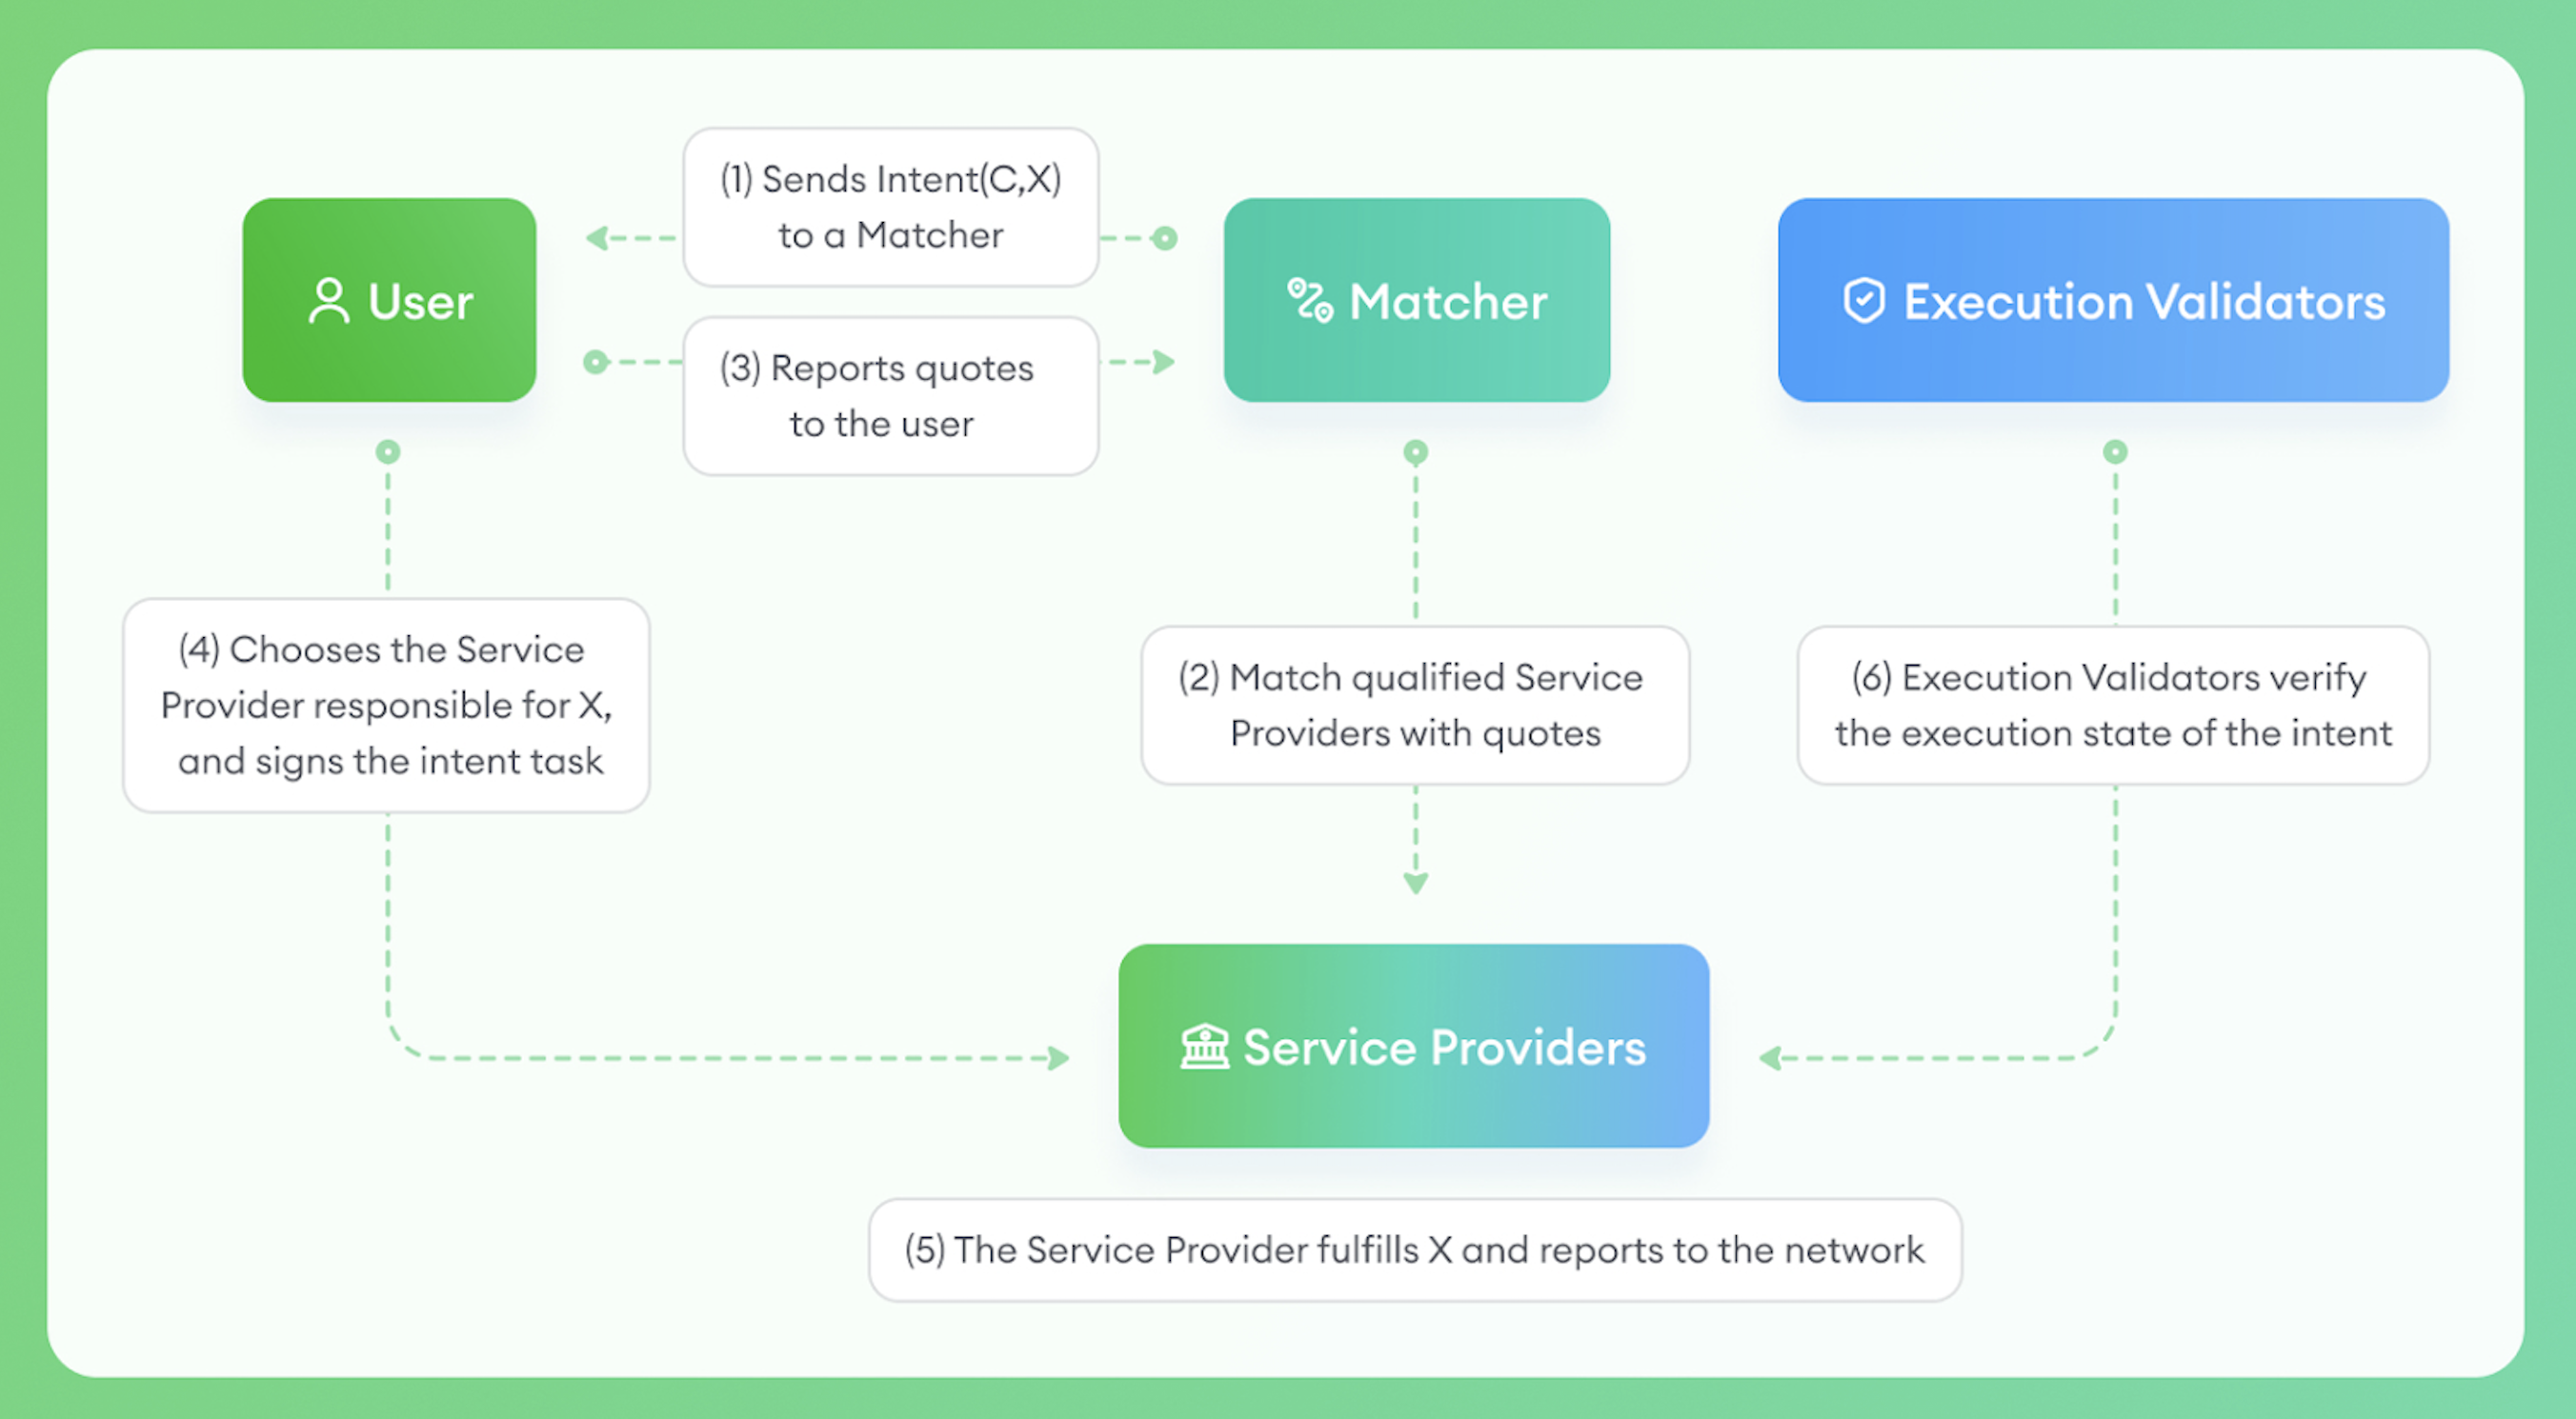 (1) Sends Intent(C,X)
to a Matcher
User
Matcher
Execution Validators
(3) Reports quotes
to the user
(4) Chooses the Service
Provider responsible for X,
and signs the intent task
(2) Match qualified Service
Providers with quotes
(6) Execution Validators verify
the execution state of the intent
Service Providers
(5) The Service Provider fulfills X and reports to the network